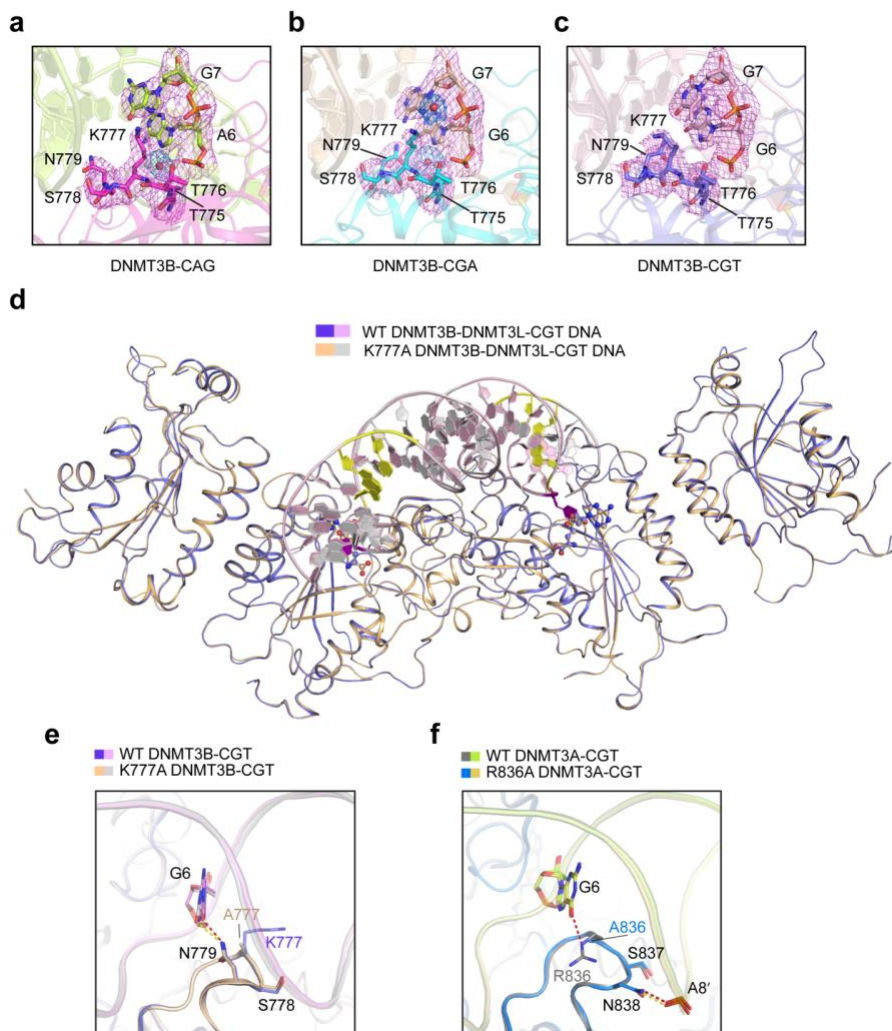 a
G7
K777
A6
N779
S778
T776
T775
DNMT3B-CAG
b
G7
K777
G6
N779
S778
T776
T775
DNMT3B-CGA
c
G7
K777
N779
G6
S778
T776
T775
DNMT3B-CGT
d
WT DNMT3B-DNMT3L-CGT DNA
K777A DNMT3B-DNMT3L-CGT DNA
e
WT DNMT3B-CGT
K777A DNMT3B-CGT
G6
A777
N779
K777
S778
f
WT DNMT3A-CGT
R836A DNMT3A-CGT
G6
A836
S837
R836
A8′
N838